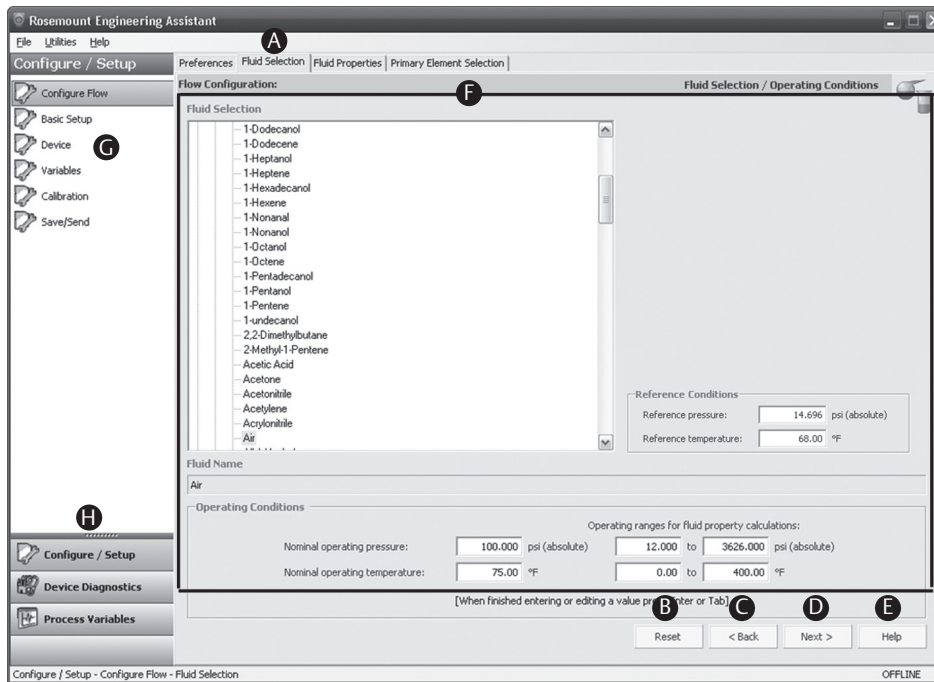 Rosemount Engineering Assistant
File Utilities Help
A
Configure / Setup
Preferences Fluid Selection Fluid Properties Primary Element Selection
Flow Configuration: Fluid Selection / Operating Conditions
F
Configure Flow
Basic Setup
Device
G
Variables
Calibration
Save/Send
Fluid Selection
1-Dodecanol
1-Dodecene
1-Heptanol
1-Heptene
1-Hexadecanol
1-Hexene
1-Nonanal
1-Nonanol
1-Octanol
1-Octene
1-Pentadecanol
1-Pentanol
1-Pentene
1-undecanol
2,2-Dimethylbutane
2-Methyl-1-Pentene
Acetic Acid
Acetone
Acetonitrile
Acetylene
Acrylonitrile
Air
Reference Conditions
Reference pressure: 14.696 psi (absolute)
Reference temperature: 68.00 °F
Fluid Name
Air
Operating Conditions
Operating ranges for fluid property calculations:
Nominal operating pressure: 100.000 psi (absolute) 12.000 to 3626.000 psi (absolute)
Nominal operating temperature: 75.00 °F 0.00 to 400.00 °F
[When finished entering or editing a value or Tab]
H
Configure / Setup
Device Diagnostics
Process Variables
B C D E
Reset < Back Next > Help
Configure / Setup - Configure Flow - Fluid Selection OFFLINE